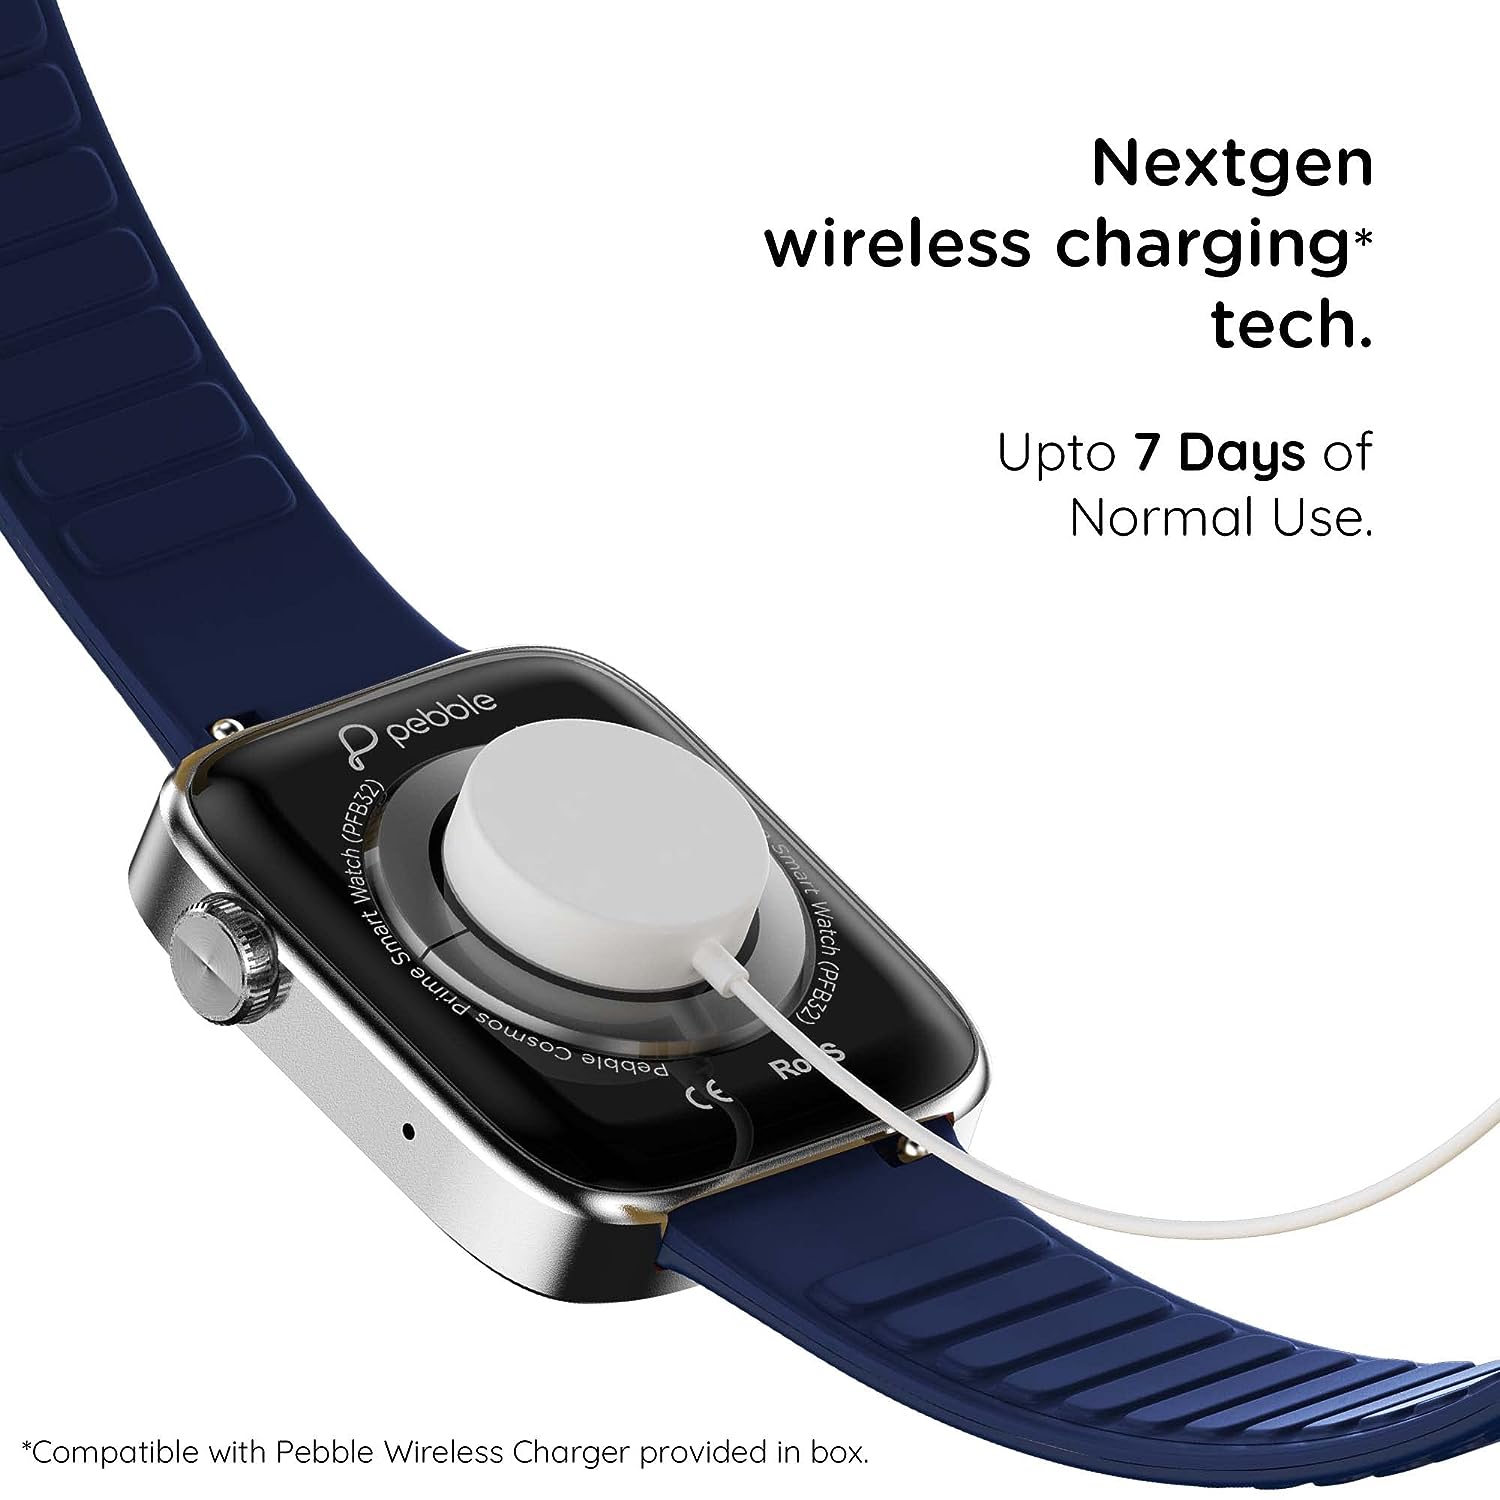 Nextgen
wireless charging*
tech.
Upto 7 Days of
Normal Use.
pebble
Pebble Cosmos Prime Smart Watch (PFB32)
Smart Watch (PFB32)
CE
RoHS
*Compatible with Pebble Wireless Charger provided in box.